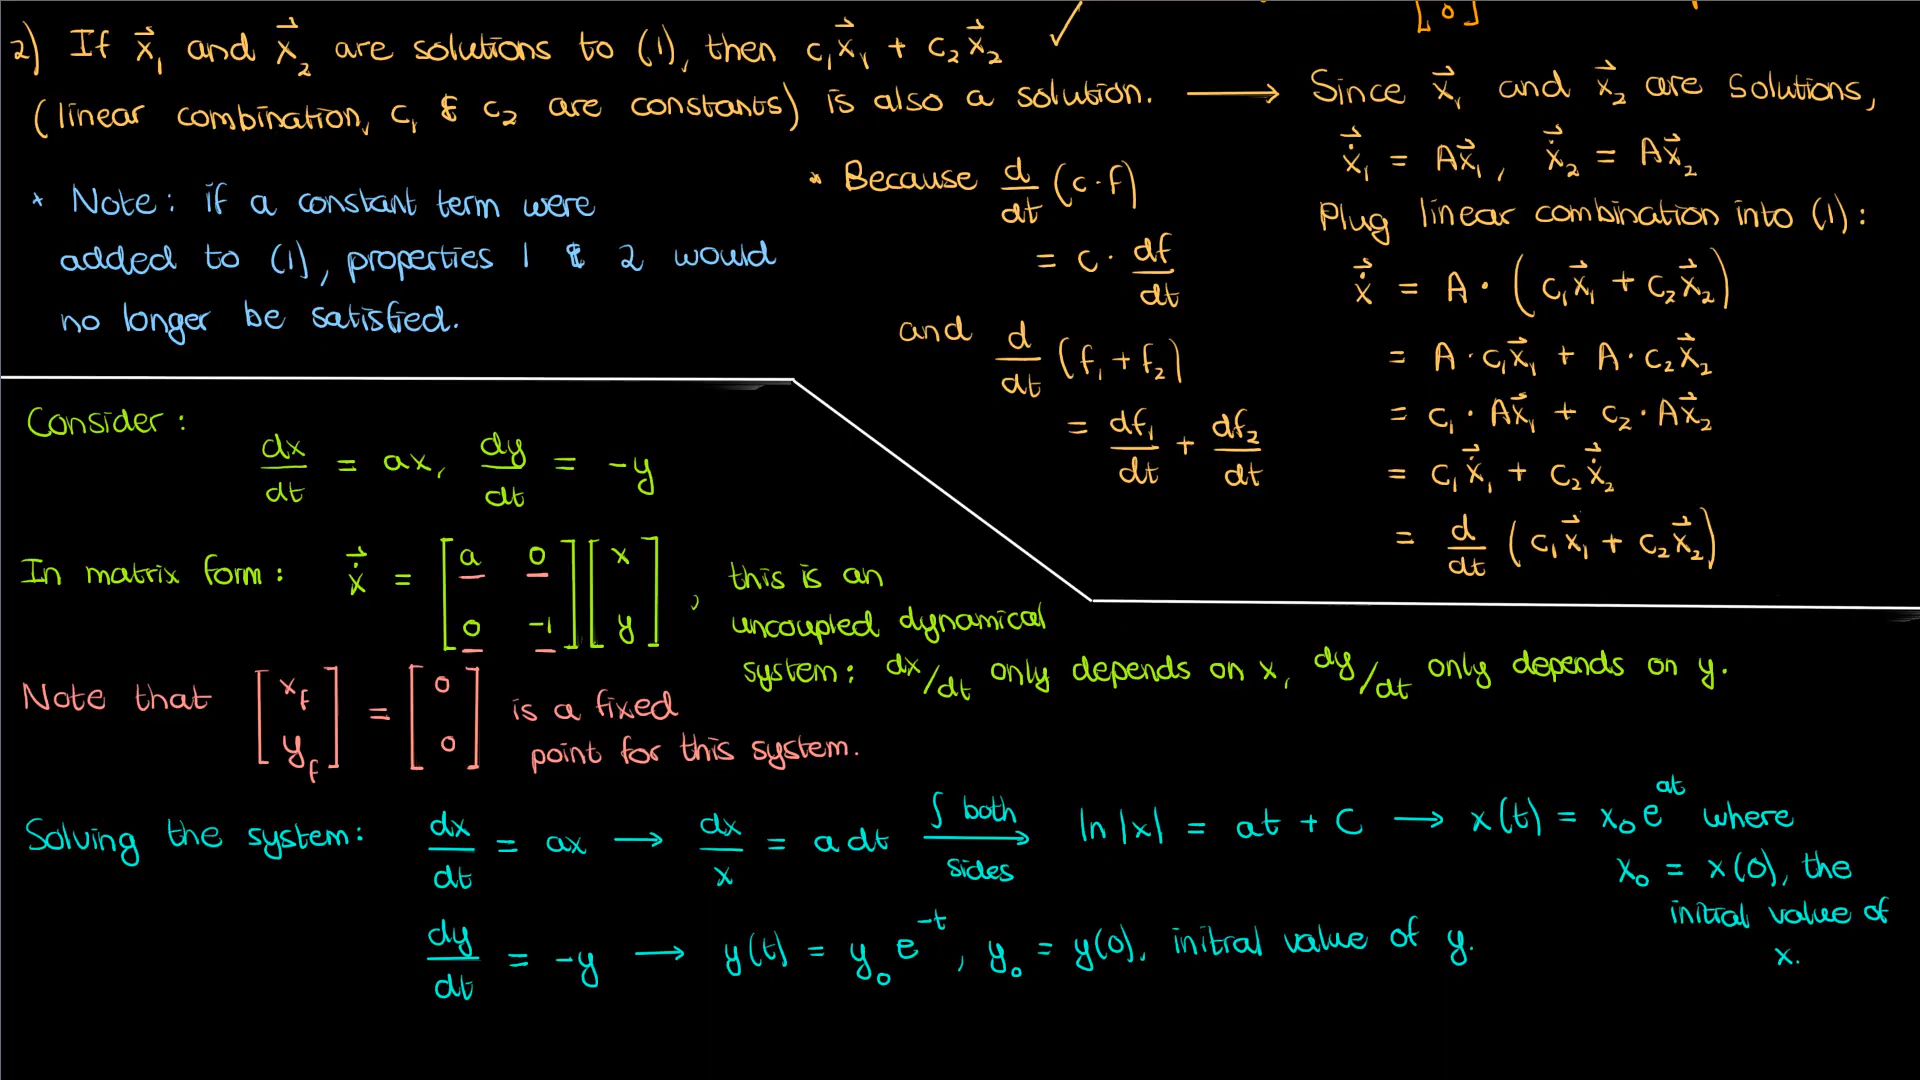 2) If x⃗₁ and x⃗₂ are solutions to (1), then c₁x⃗₁ + c₂x⃗₂ ✓
(linear combination, c₁ & c₂ are constants) is also a solution. ⟶
* Note: if a constant term were
added to (1), properties 1 & 2 would
no longer be satisfied.
* Because d/dt (c·f)
= c · df/dt
and d/dt (f₁ + f₂)
= df₁/dt + df₂/dt
[0]
Since x⃗₁ and x⃗₂ are solutions,
ẋ⃗₁ = Ax⃗₁, ẋ⃗₂ = Ax⃗₂
Plug linear combination into (1):
ẋ⃗ = A · (c₁x⃗₁ + c₂x⃗₂)
= A · c₁x⃗₁ + A · c₂x⃗₂
= c₁ · Ax⃗₁ + c₂ · Ax⃗₂
= c₁ẋ⃗₁ + c₂ẋ⃗₂
= d/dt (c₁x⃗₁ + c₂x⃗₂)
Consider:
dx/dt = ax, dy/dt = -y
In matrix form: ẋ⃗ = [a 0; 0 -1] [x; y],
this is an
uncoupled dynamical
system: dx/dt only depends on x, dy/dt only depends on y.
Note that [x_f; y_f] = [0; 0] is a fixed
point for this system.
Solving the system: dx/dt = ax ⟶ dx/x = a dt ∫ both sides ⟶ ln|x| = at + C ⟶ x(t) = x₀e^{at} where
x₀ = x(0), the
initial value of
x.
dy/dt = -y ⟶ y(t) = y₀e^{-t}, y₀ = y(0), initial value of y.